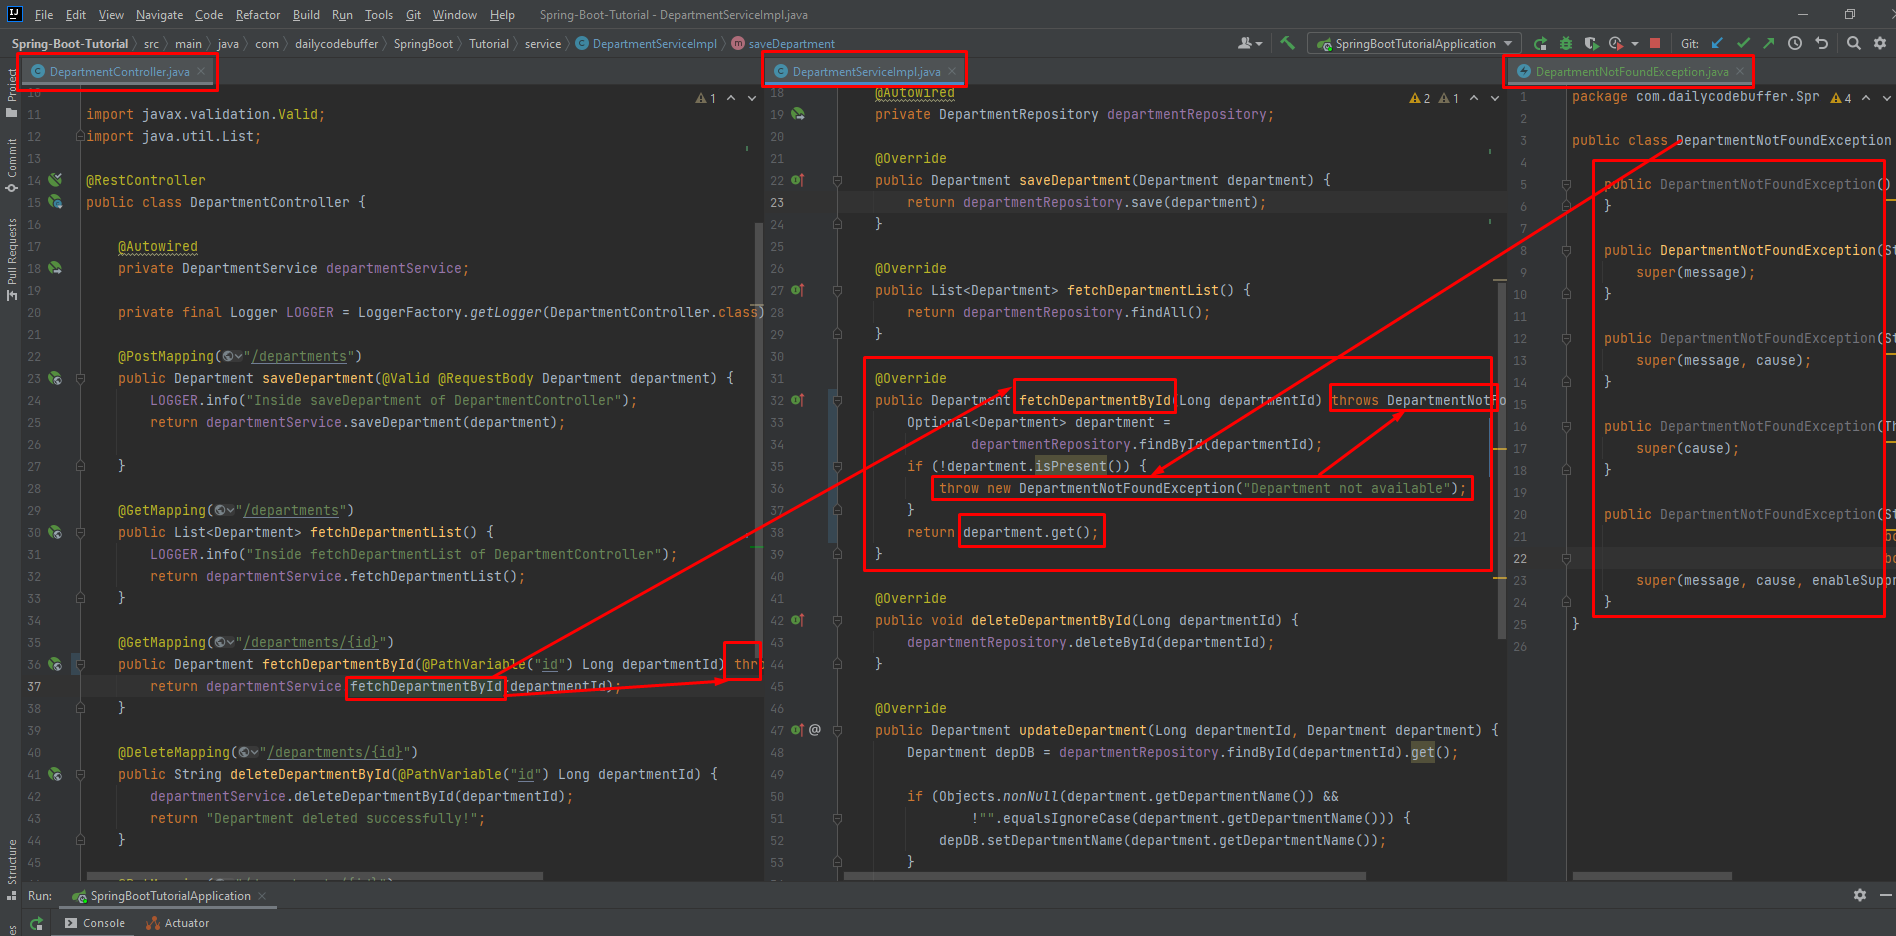 File Edit View Navigate Code Refactor Build Run Tools Git Window Help Spring-Boot-Tutorial - DepartmentServiceImpl.java
Spring-Boot-Tutorial src main java com dailycodebuffer SpringBoot Tutorial service DepartmentServiceImpl saveDepartment SpringBootTutorialApplication Git:
Project
Commit
Pull Requests
Structure
DepartmentController.java
1
10
11 import javax.validation.Valid;
12 import java.util.List;
13
14 @RestController
15 public class DepartmentController {
16
17 @Autowired
18 private DepartmentService departmentService;
19
20 private final Logger LOGGER = LoggerFactory.getLogger(DepartmentController.class)
21
22 @PostMapping("/departments")
23 public Department saveDepartment(@Valid @RequestBody Department department) {
24 LOGGER.info("Inside saveDepartment of DepartmentController");
25 return departmentService.saveDepartment(department);
26
27 }
28
29 @GetMapping("/departments")
30 public List<Department> fetchDepartmentList() {
31 LOGGER.info("Inside fetchDepartmentList of DepartmentController");
32 return departmentService.fetchDepartmentList();
33 }
34
35 @GetMapping("/departments/{id}")
36 public Department fetchDepartmentById(@PathVariable("id") Long departmentId) thro
37 return departmentService fetchDepartmentById(departmentId);
38 }
39
40 @DeleteMapping("/departments/{id}")
41 public String deleteDepartmentById(@PathVariable("id") Long departmentId) {
42 departmentService.deleteDepartmentById(departmentId);
43 return "Department deleted successfully!";
44 }
45
DepartmentServiceImpl.java
2 1
18 @Autowired
19 private DepartmentRepository departmentRepository;
20
21 @Override
22 public Department saveDepartment(Department department) {
23 return departmentRepository.save(department);
24 }
25
26 @Override
27 public List<Department> fetchDepartmentList() {
28 return departmentRepository.findAll();
29 }
30
31 @Override
32 public Department fetchDepartmentById(Long departmentId) throws DepartmentNotFo
33 Optional<Department> department =
34 departmentRepository.findById(departmentId);
35 if (!department.isPresent()) {
36 throw new DepartmentNotFoundException("Department not available");
37 }
38 return department.get();
39 }
40
41 @Override
42 public void deleteDepartmentById(Long departmentId) {
43 departmentRepository.deleteById(departmentId);
44 }
45
46 @Override
47 @ public Department updateDepartment(Long departmentId, Department department) {
48 Department depDB = departmentRepository.findById(departmentId).get();
49
50 if (Objects.nonNull(department.getDepartmentName()) &&
51 !"".equalsIgnoreCase(department.getDepartmentName())) {
52 depDB.setDepartmentName(department.getDepartmentName());
53 }
DepartmentNotFoundException.java
4
1 package com.dailycodebuffer.Spr
2
3 public class DepartmentNotFoundException
4
5 public DepartmentNotFoundException()
6 }
7
8 public DepartmentNotFoundException(St
9 super(message);
10 }
11
12 public DepartmentNotFoundException(St
13 super(message, cause);
14 }
15
16 public DepartmentNotFoundException(Th
17 super(cause);
18 }
19
20 public DepartmentNotFoundException(St
21 bo
22 bo
23 super(message, cause, enableSuppr
24 }
25 }
26
Run: SpringBootTutorialApplication
Console Actuator